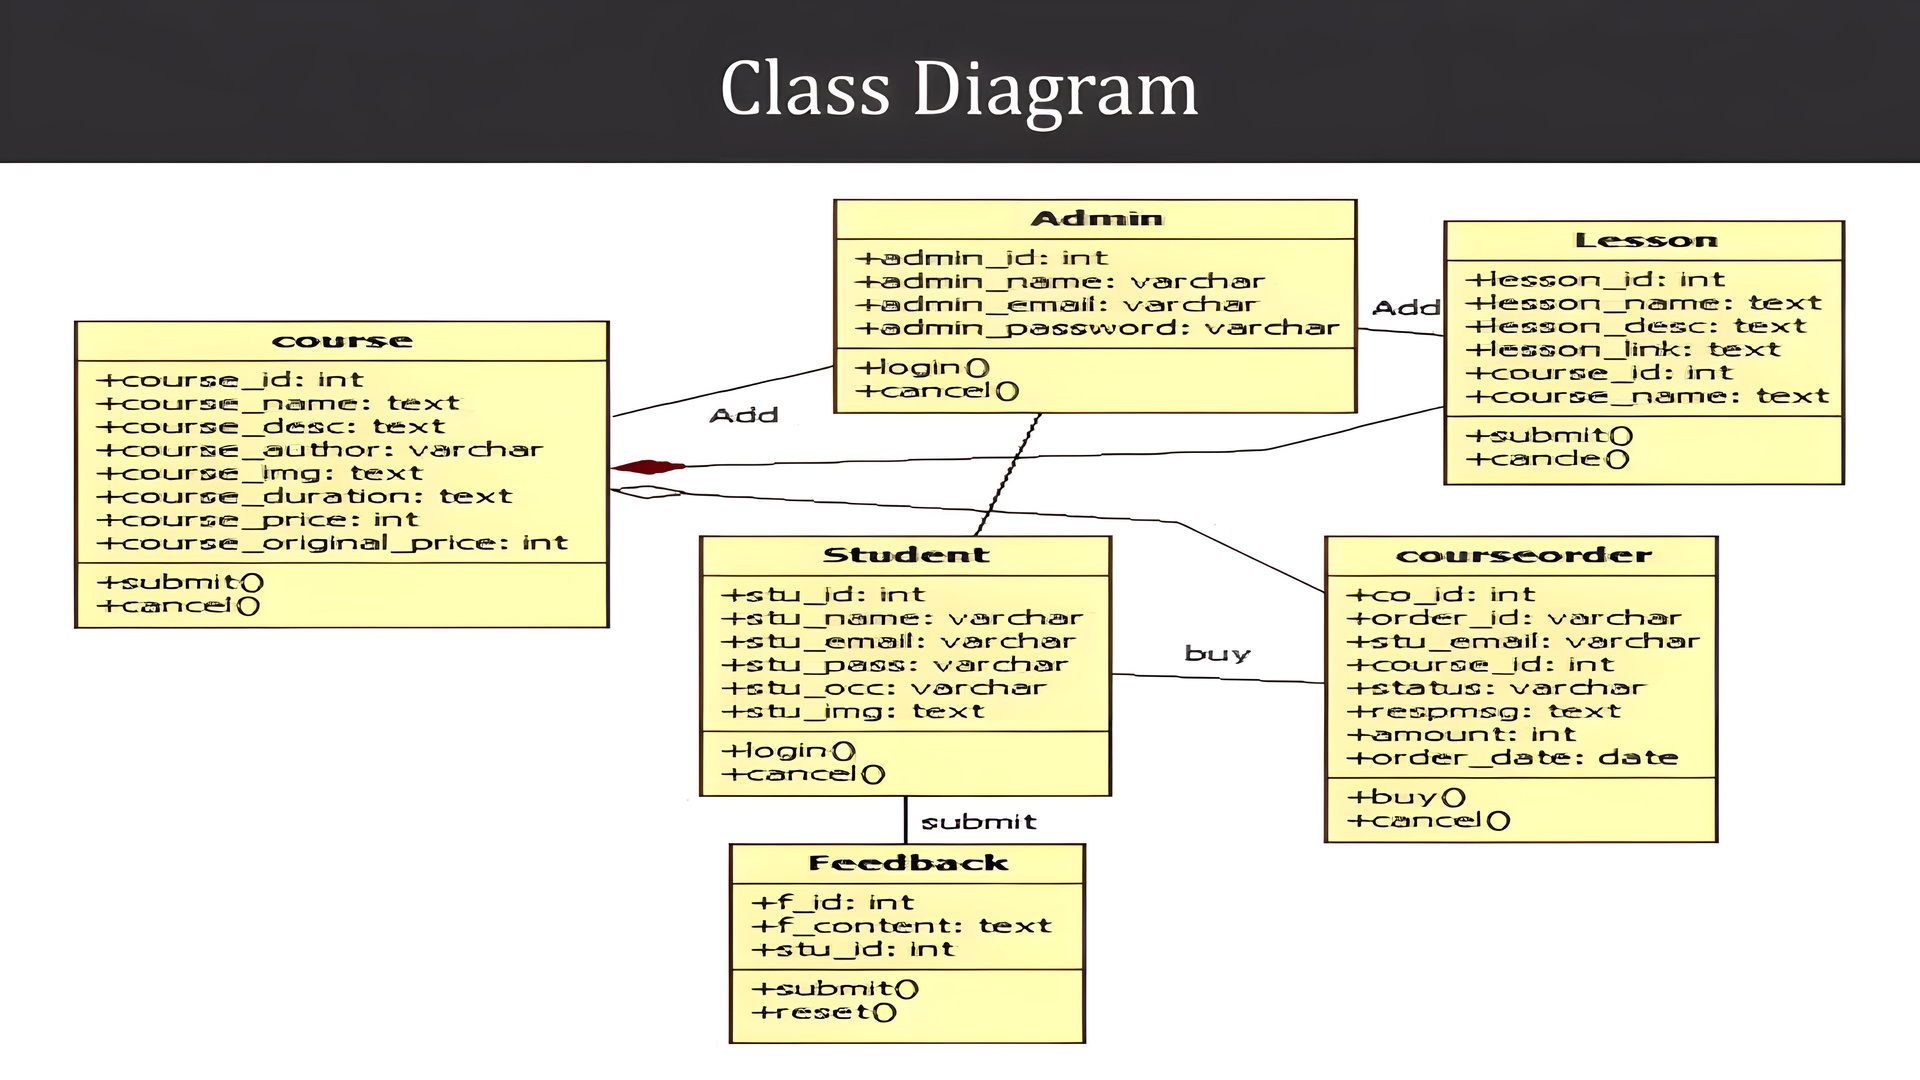 Class Diagram
Admin
+admin_id: int
+admin_name: varchar
+admin_email: varchar
+admin_password: varchar
+login()
+cancel()
Add
Lesson
+lesson_id: int
+lesson_name: text
+lesson_desc: text
+lesson_link: text
+course_id: int
+course_name: text
+submit()
+cancle()
course
+course_id: int
+course_name: text
+course_desc: text
+course_author: varchar
+course_img: text
+course_duration: text
+course_price: int
+course_original_price: int
+submit()
+cancel()
Add
Student
+stu_id: int
+stu_name: varchar
+stu_email: varchar
+stu_pass: varchar
+stu_occ: varchar
+stu_img: text
+login()
+cancel()
buy
courseorder
+co_id: int
+order_id: varchar
+stu_email: varchar
+course_id: int
+status: varchar
+respmsg: text
+amount: int
+order_date: date
+buy()
+cancel()
submit
Feedback
+f_id: int
+f_content: text
+stu_id: int
+submit()
+reset()